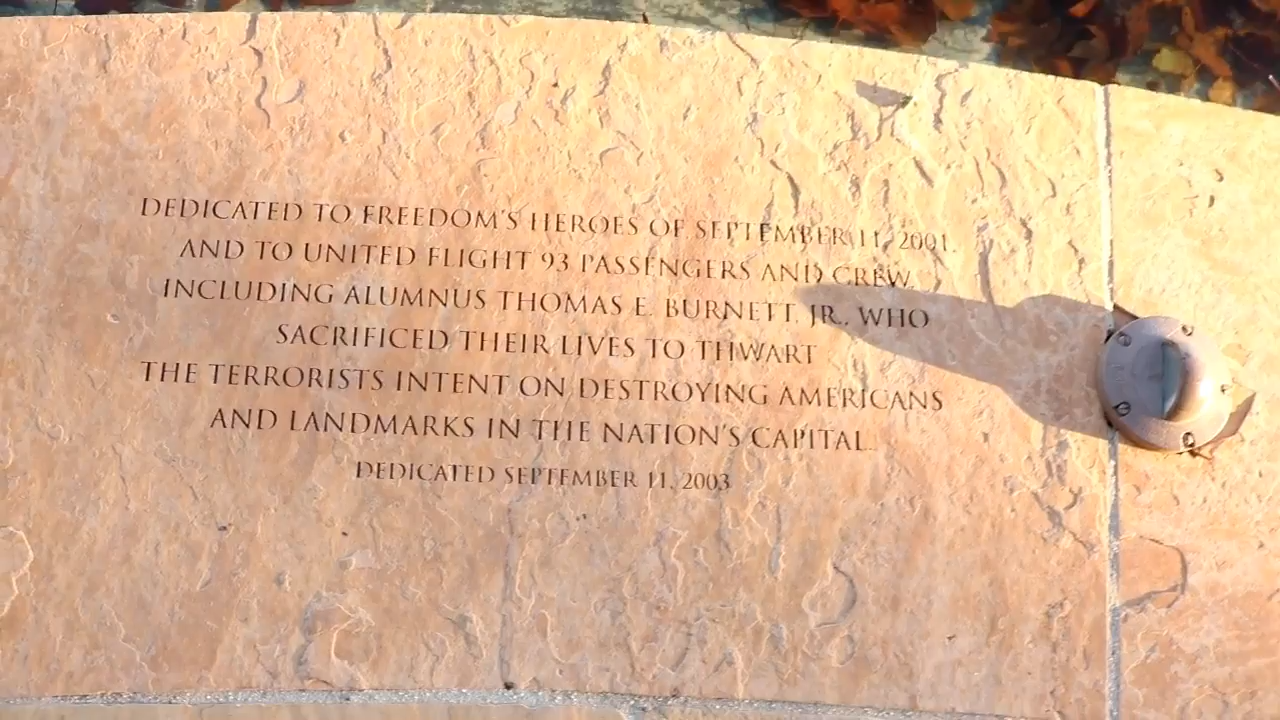 DEDICATED TO FREEDOM'S HEROES OF SEPTEMBER 11, 2001.
AND TO UNITED FLIGHT 93 PASSENGERS AND CREW,
INCLUDING ALUMNUS THOMAS E. BURNETT, JR., WHO
SACRIFICED THEIR LIVES TO THWART
THE TERRORISTS INTENT ON DESTROYING AMERICANS
AND LANDMARKS IN THE NATION'S CAPITAL.
DEDICATED SEPTEMBER 11, 2003